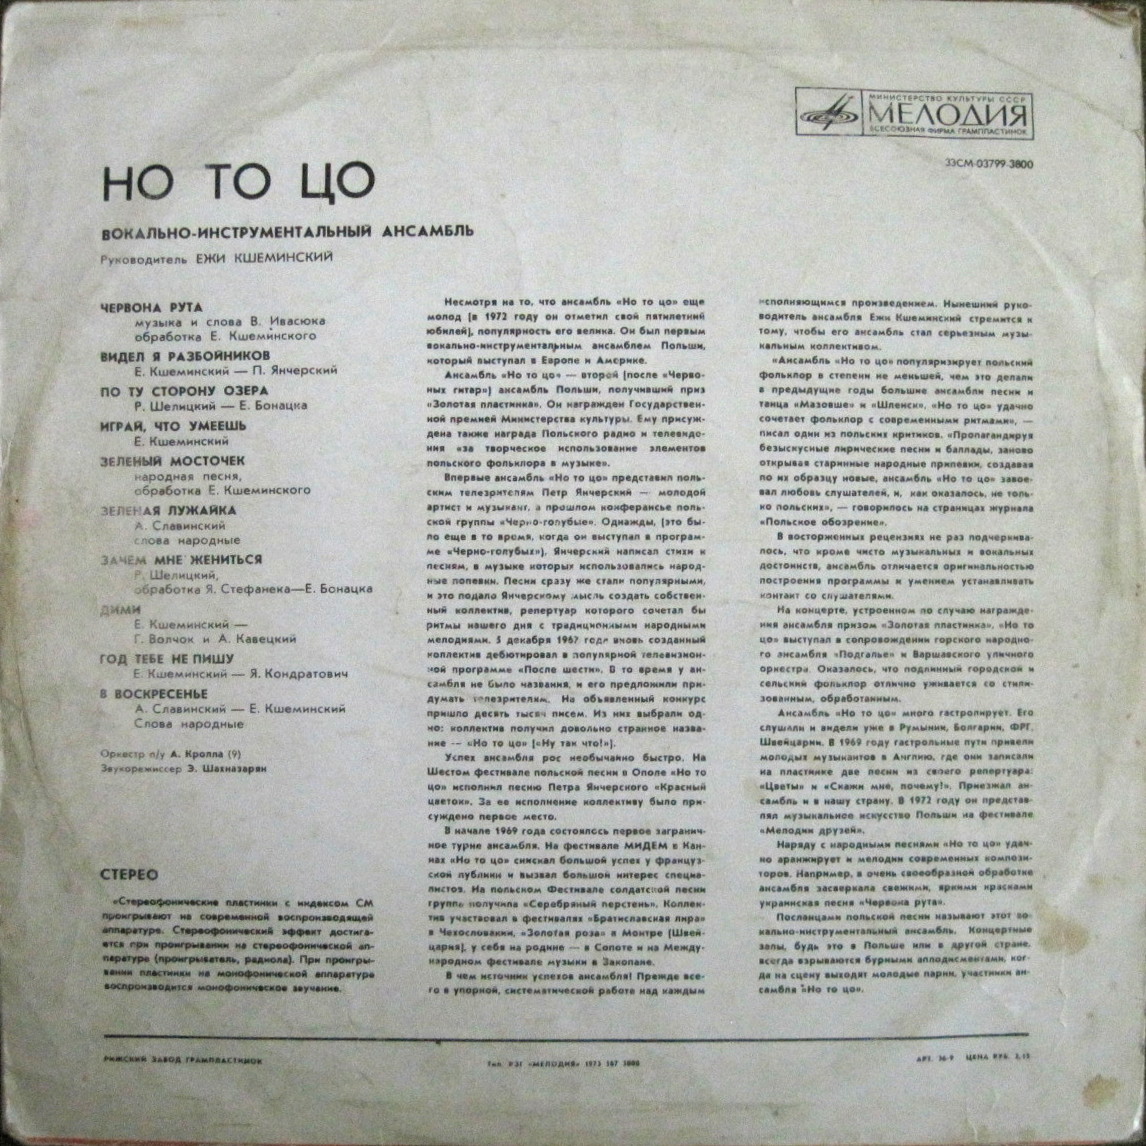 МИНИСТЕРСТВО КУЛЬТУРЫ СССР
МЕЛОДИЯ
ВСЕСОЮЗНАЯ ФИРМА ГРАМПЛАСТИНОК
33СМ-03799-3800
НО ТО ЦО
ВОКАЛЬНО-ИНСТРУМЕНТАЛЬНЫЙ АНСАМБЛЬ
Руководитель ЕЖИ КШЕМИНСКИЙ
ЧЕРВОНА РУТА
музыка и слова В. Ивасюка
обработка Е. Кшеминского
ВИДЕЛ Я РАЗБОЙНИКОВ
Е. Кшеминский — П. Янчерский
ПО ТУ СТОРОНУ ОЗЕРА
Р. Шелицкий — Е. Бонацка
ИГРАЙ, ЧТО УМЕЕШЬ
Е. Кшеминский
ЗЕЛЕНЫЙ МОСТОЧЕК
народная песня,
обработка Е. Кшеминского
ЗЕЛЕНАЯ ЛУЖАЙКА
А. Славинский
слова народные
ЗАЧЕМ МНЕ ЖЕНИТЬСЯ
Р. Шелицкий,
обработка Я. Стефанека—Е. Бонацка
ДИМИ
Е. Кшеминский —
Г. Волчок и А. Кавецкий
ГОД ТЕБЕ НЕ ПИШУ
Е. Кшеминский — Я. Кондратович
В ВОСКРЕСЕНЬЕ
А. Славинский — Е. Кшеминский
Слова народные
Оркестр п/у А. Кролла (9)
Звукорежиссер Э. Шахназарян
СТЕРЕО
«Стереофонические пластинки с индексом СМ
проигрывают на современной воспроизводящей
аппаратуре. Стереофонический эффект достига-
ется при проигрывании на стереофонической ап-
паратуре (проигрыватель, радиола). При проигры-
вании пластинки на монофонической аппаратуре
воспроизводится монофоническое звучание.
Несмотря на то, что ансамбль «Но то цо» еще
молод (в 1972 году он отметил свой пятилетний
юбилей), популярность его велика. Он был первым
вокально-инструментальным ансамблем Польши,
который выступал в Европе и Америке.
Ансамбль «Но то цо» — второй (после «Черво-
ных гитар») ансамбль Польши, получивший приз
«Золотая пластинка». Он награжден Государствен-
ной премией Министерства культуры. Ему присуж-
дена также награда Польского радио и телевиде-
ния «за творческое использование элементов
польского фольклора в музыке».
Впервые ансамбль «Но то цо» представил поль-
ским телезрителям Петр Янчерский — молодой
артист и музыкант, в прошлом конферансье поль-
ской группы «Черно-голубые». Однажды, (это бы-
ло еще в то время, когда он выступал в програм-
ме «Черно-голубых»), Янчерский написал стихи к
песням, в музыке которых использовались народ-
ные попевки. Песни сразу же стали популярными,
и это подало Янчерскому мысль создать собствен-
ный коллектив, репертуар которого сочетал бы
ритмы нашего дня с традиционными народными
мелодиями. 5 декабря 1967 года вновь созданный
коллектив дебютировал в популярной телевизион-
ной программе «После шести». В то время у ан-
самбля не было названия, и его предложили при-
думать телезрителям. На объявленный конкурс
пришло десять тысяч писем. Из них выбрали од-
но: коллектив получил довольно странное назва-
ние — «Но то цо» («Ну так что!»).
Успех ансамбля рос необычайно быстро. На
Шестом фестивале польской песни в Ополе «Но то
цо» исполнил песню Петра Янчерского «Красный
цветок». За ее исполнение коллективу было при-
суждено первое место.
В начале 1969 года состоялось первое загранич-
ное турне ансамбля. На фестивале МИДЕМ в Кан-
нах «Но то цо» снискал большой успех у француз-
ской публики и вызвал большой интерес специа-
листов. На польском Фестивале солдатской песни
группа получила «Серебряный перстень». Коллек-
тив участвовал в фестивалях «Братиславская лира»
в Чехословакии, «Золотая роза» в Монтре (Швей-
цария), у себя на родине — в Сопоте и на Между-
народном фестивале музыки в Закопане.
В чем источник успехов ансамбля! Прежде все-
го в упорной, систематической работе над каждым
исполняющимся произведением. Нынешний руко-
водитель ансамбля Ежи Кшеминский стремится к
тому, чтобы его ансамбль стал серьезным музы-
кальным коллективом.
«Ансамбль «Но то цо» популяризирует польский
фольклор в степени не меньшей, чем это делали
в предыдущие годы большие ансамбли песни и
танца «Мазовше» и «Шленск». «Но то цо» удачно
сочетает фольклор с современными ритмами», —
писал один из польских критиков. «Пропагандируя
безыскусные лирические песни и баллады, заново
открывая старинные народные припевки, создавая
по их образцу новые, ансамбль «Но то цо» завое-
вал любовь слушателей, и, как оказалось, не толь-
ко польских», — говорилось на страницах журнала
«Польское обозрение».
В восторженных рецензиях не раз подчеркива-
лось, что кроме чисто музыкальных и вокальных
достоинств, ансамбль отличается оригинальностью
построения программы и умением устанавливать
контакт со слушателями.
На концерте, устроенном по случаю награжде-
ния ансамбля призом «Золотая пластинка», «Но то
цо» выступал в сопровождении горского народно-
го ансамбля «Подгалье» и Варшавского уличного
оркестра. Оказалось, что подлинный городской и
сельский фольклор отлично уживается со стили-
зованным, обработанным.
Ансамбль «Но то цо» много гастролирует. Его
слушали и видели уже в Румынии, Болгарии, ФРГ,
Швейцарии. В 1969 году гастрольные пути привели
молодых музыкантов в Англию, где они записали
на пластинке две песни из своего репертуара:
«Цветы» и «Скажи мне, почему!». Приезжал ан-
самбль и в нашу страну. В 1972 году он представ-
лял музыкальное искусство Польши на фестивале
«Мелодии друзей».
Наряду с народными песнями «Но то цо» удач-
но аранжирует и мелодии современных компози-
торов. Например, в очень своеобразной обработке
ансамбля засверкала свежими, яркими красками
украинская песня «Червона рута».
Посланцами польской песни называют этот во-
кально-инструментальный ансамбль. Концертные
залы, будь это в Польше или в другой стране,
всегда взрываются бурными аплодисментами, ког-
да на сцену выходят молодые парни, участники ан-
самбля «Но то цо».
РИЖСКИЙ ЗАВОД ГРАМПЛАСТИНОК
Тип. РЗГ «МЕЛОДИЯ» 1973 187 3000
АРТ. 36-9 ЦЕНА РУБ. 2,15